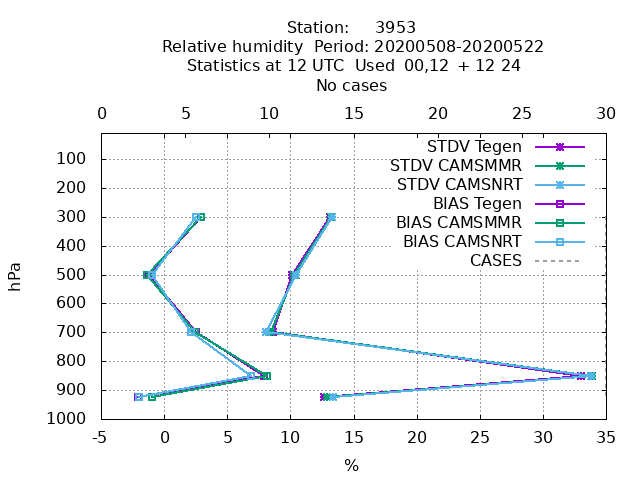 Station: 3953
Relative humidity Period: 20200508-20200522
Statistics at 12 UTC Used 00,12 + 12 24
No cases
0 5 10 15 20 25 30
STDV Tegen
STDV CAMSMMR
STDV CAMSNRT
BIAS Tegen
BIAS CAMSMMR
BIAS CAMSNRT
CASES
100
200
300
400
500
600
700
800
900
1000
hPa
-5 0 5 10 15 20 25 30 35
%